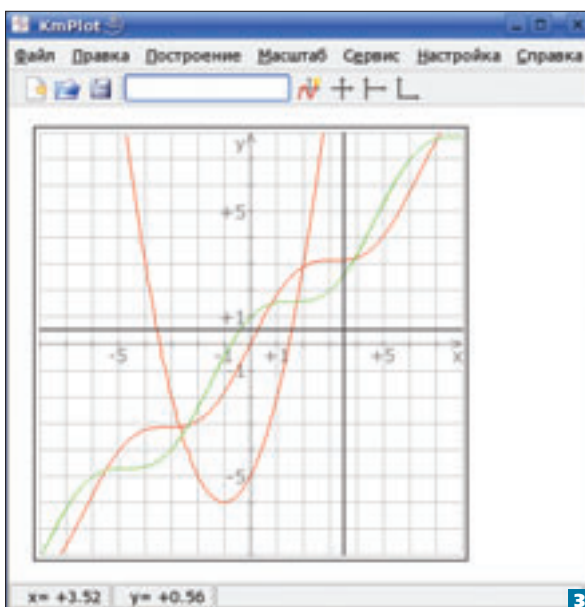 KmPlot
Файл Правка Построение Масштаб Сервис Настройка Справка
y
+5
+1
-5 -1 +1 +5 x
1
-5
x= +3.52 y= +0.56
3